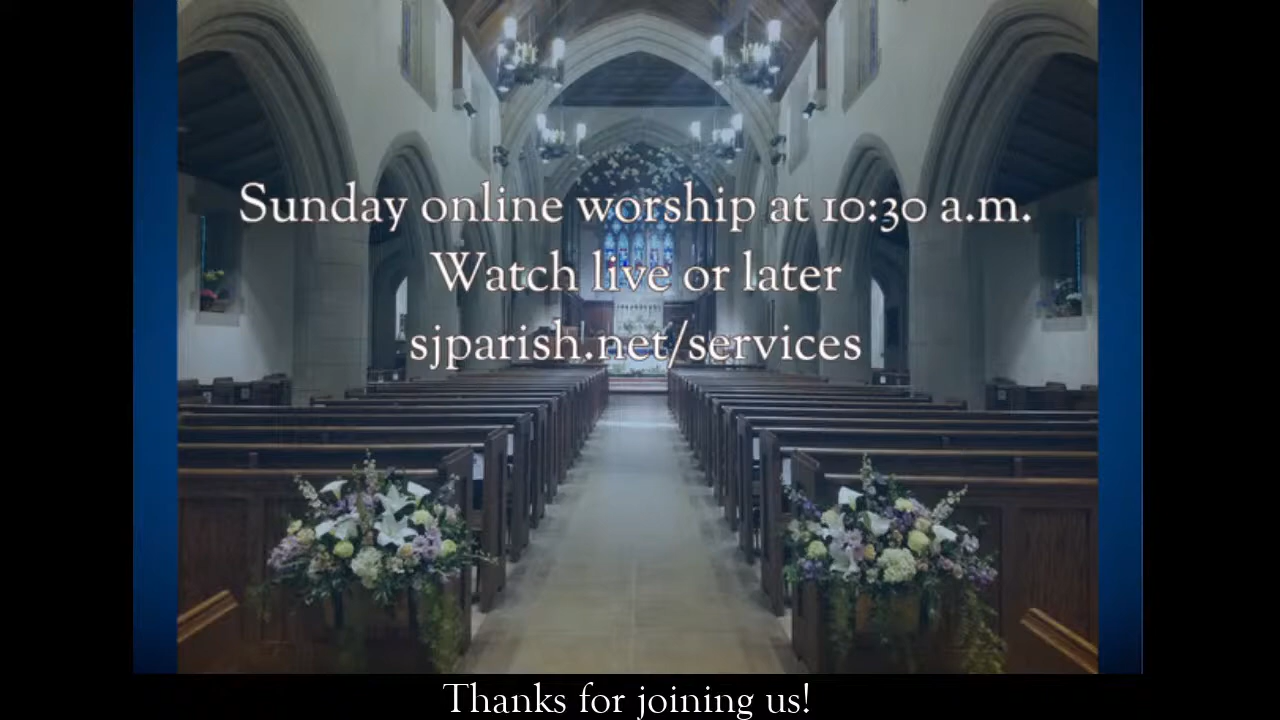 Sunday online worship at 10:30 a.m.
Watch live or later
sjparish.net/services
Thanks for joining us!